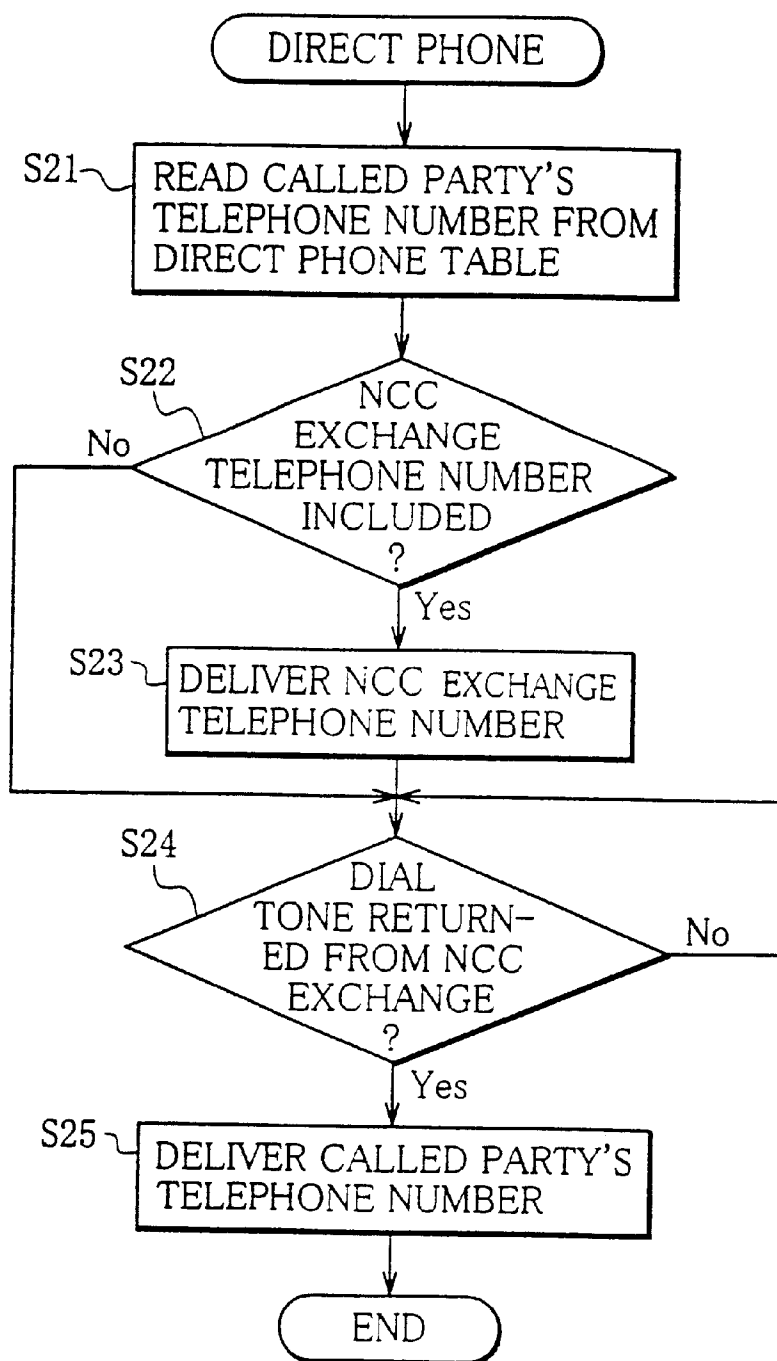 DIRECT PHONE
S21
READ CALLED PARTY'S
TELEPHONE NUMBER FROM
DIRECT PHONE TABLE
S22
NCC
EXCHANGE
TELEPHONE NUMBER
INCLUDED
?
No
Yes
S23
DELIVER NCC EXCHANGE
TELEPHONE NUMBER
S24
DIAL
TONE RETURN-
ED FROM NCC
EXCHANGE
?
No
Yes
S25
DELIVER CALLED PARTY'S
TELEPHONE NUMBER
END